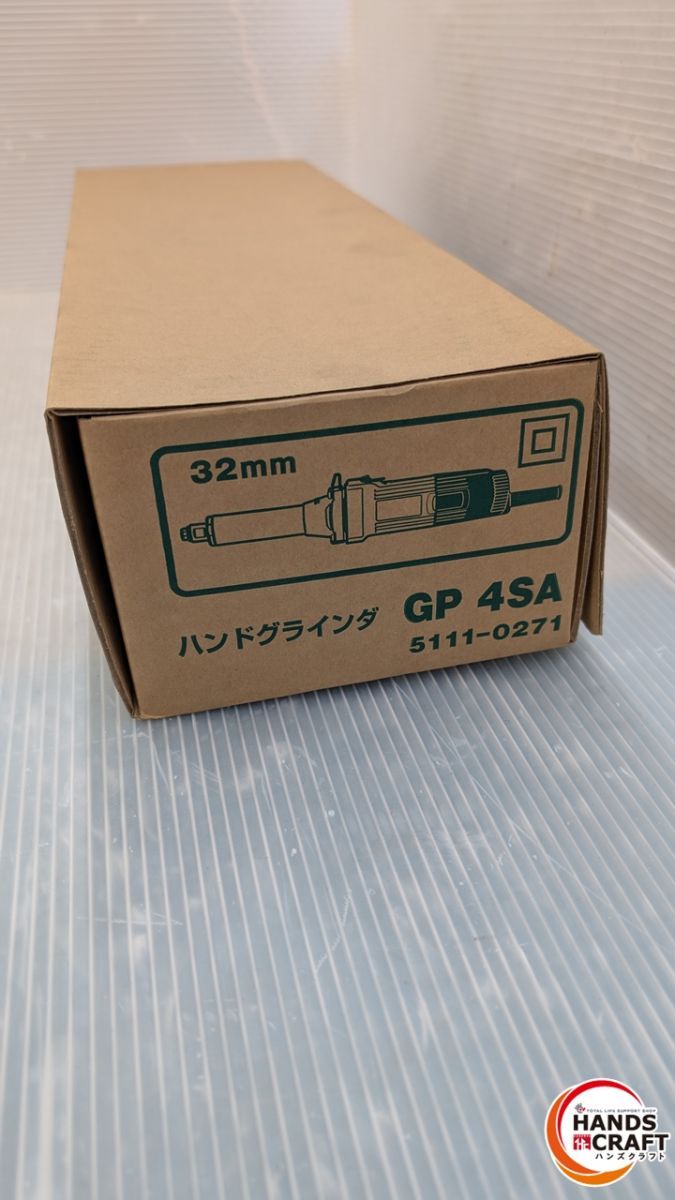 32mm
ハンドグラインダ GP 4SA
5111-0271
TOTAL LIFE SUPPORT SHOP
HANDS
CRAFT
ハンズクラフト